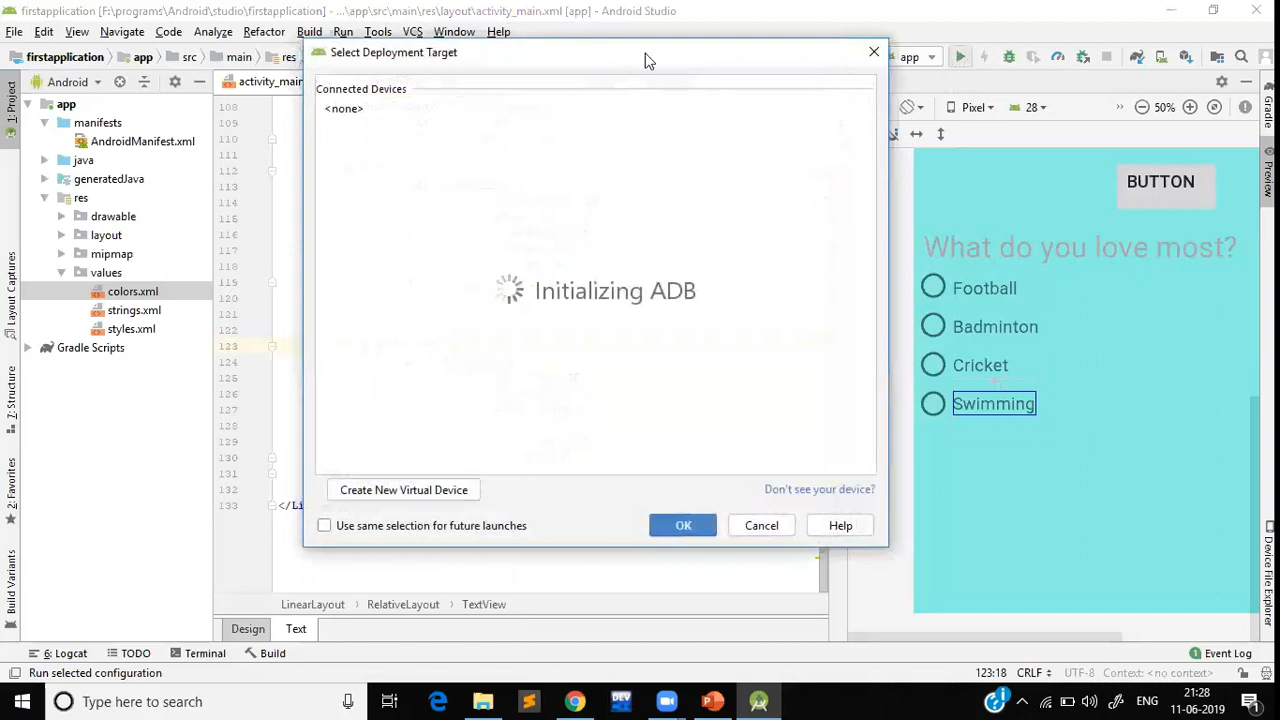 firstapplication [F:\programs\Android\studio\firstapplication] - ...\app\src\main\res\layout\activity_main.xml [app] - Android Studio
File Edit View Navigate Code Analyze Refactor Build Run Tools VCS Window Help
firstapplication app src main res
app
Select Deployment Target
Connected Devices
<none>
Initializing ADB
Create New Virtual Device
Don't see your device?
Use same selection for future launches
OK Cancel Help
Android
activity_main
app
manifests
AndroidManifest.xml
java
generatedJava
res
drawable
layout
mipmap
values
colors.xml
strings.xml
styles.xml
Gradle Scripts
1: Project
Layout Captures
7: Structure
2: Favorites
Build Variants
108
109
110
111
112
113
114
115
116
117
118
119
120
121
122
123
124
125
126
127
130
131
132
133
</Li
Pixel 28 50%
BUTTON
What do you love most?
Football
Badminton
Cricket
Swimming
Gradle
Preview
Device File Explorer
LinearLayout RelativeLayout TextView
Design Text
6: Logcat TODO Terminal Build
1 Event Log
Run selected configuration
123:18 CRLF UTF-8 Context: <no context>
Type here to search
DEV
ENG
21:28
11-06-2019
1